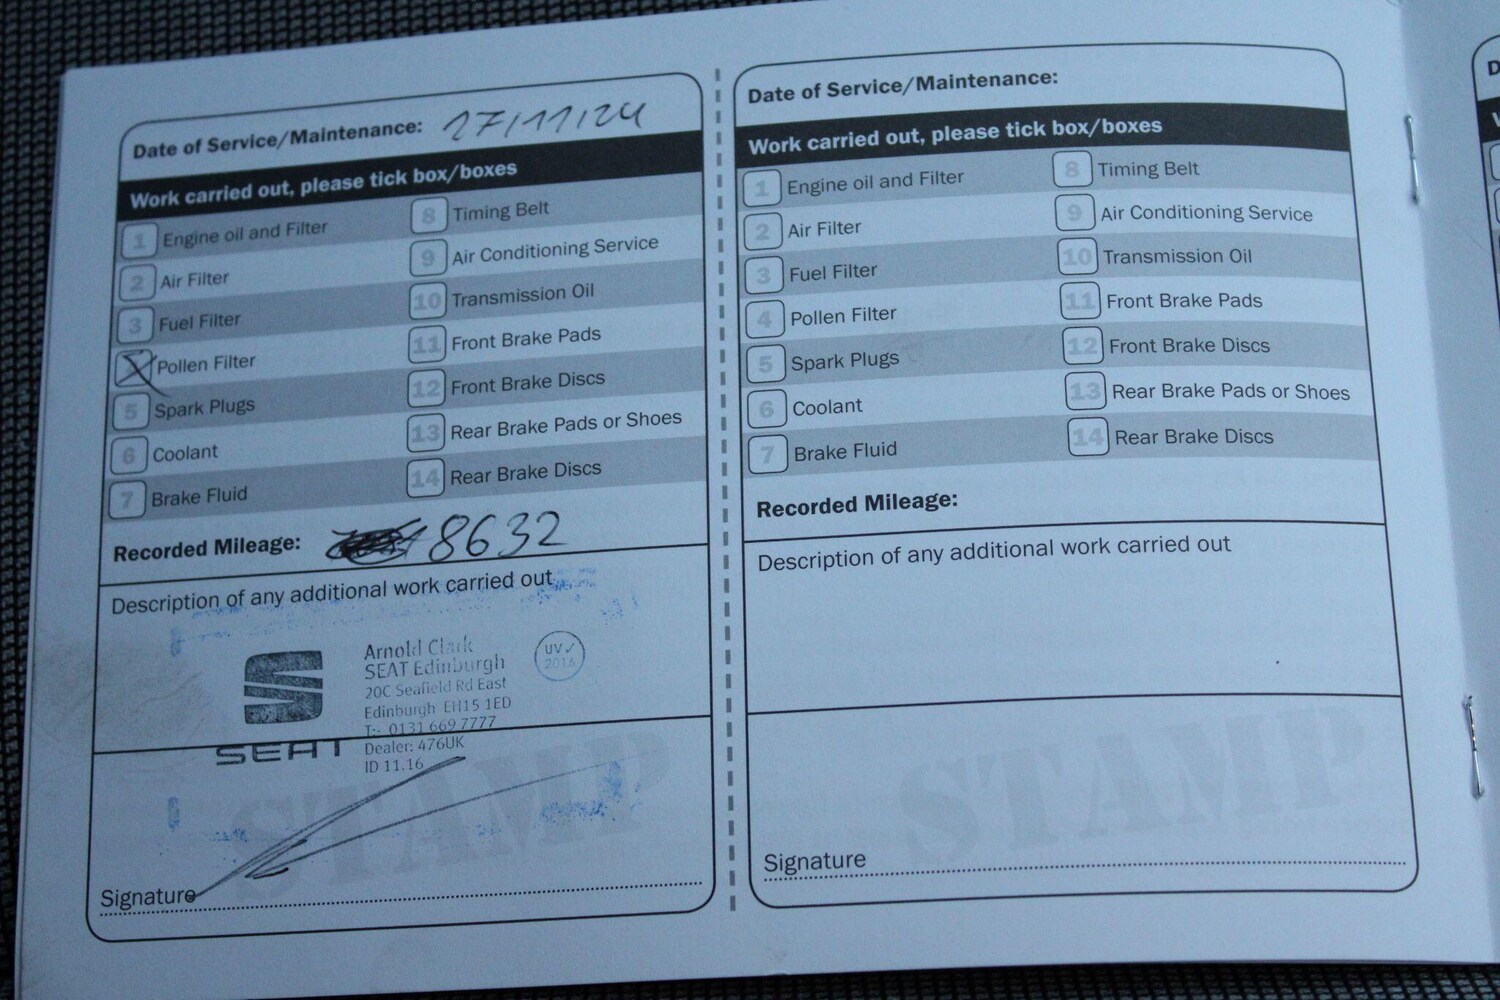 Date of Service/Maintenance: 27/11/24
Work carried out, please tick box/boxes
1 Engine oil and Filter
2 Air Filter
3 Fuel Filter
X Pollen Filter
5 Spark Plugs
6 Coolant
7 Brake Fluid
8 Timing Belt
9 Air Conditioning Service
10 Transmission Oil
11 Front Brake Pads
12 Front Brake Discs
13 Rear Brake Pads or Shoes
14 Rear Brake Discs
Recorded Mileage: 8632
Description of any additional work carried out
Arnold Clark
SEAT Edinburgh
20C Seafield Rd East
Edinburgh EH15 1ED
T:- 0131 669 7777
Dealer: 476UK
ID 11.16
UV✓
2016
SEAT
STAMP
Signature
Date of Service/Maintenance:
Work carried out, please tick box/boxes
1 Engine oil and Filter
2 Air Filter
3 Fuel Filter
4 Pollen Filter
5 Spark Plugs
6 Coolant
7 Brake Fluid
8 Timing Belt
9 Air Conditioning Service
10 Transmission Oil
11 Front Brake Pads
12 Front Brake Discs
13 Rear Brake Pads or Shoes
14 Rear Brake Discs
Recorded Mileage:
Description of any additional work carried out
STAMP
Signature